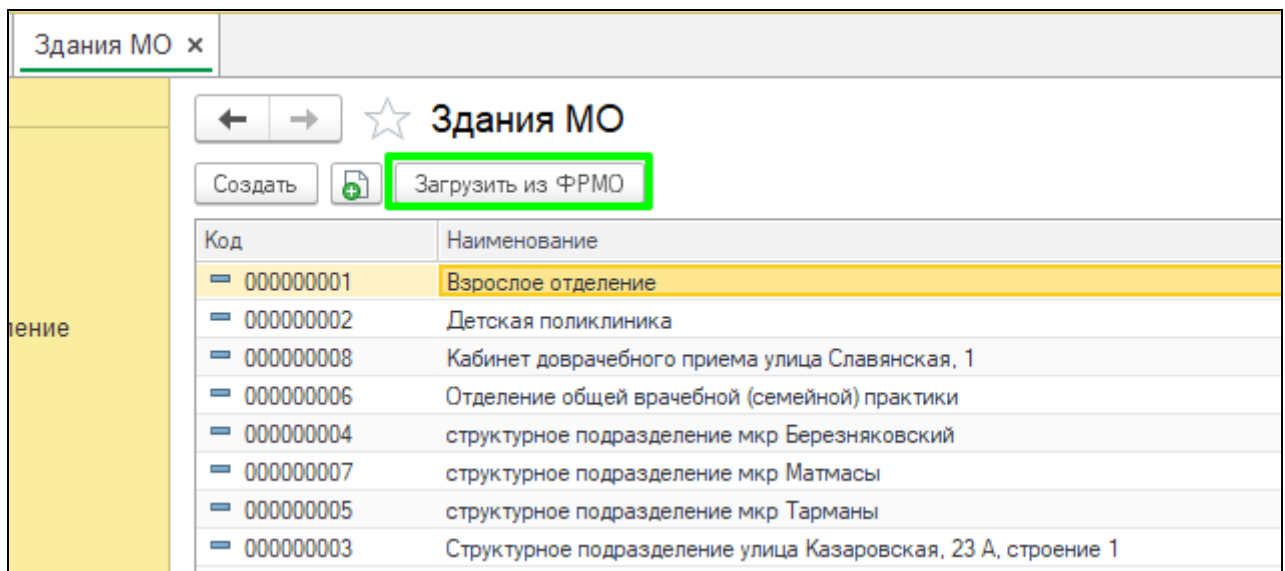 Здания МО ×
Здания МО
Создать Загрузить из ФРМО
Код Наименование
000000001 Взрослое отделение
000000002 Детская поликлиника
ление
000000008 Кабинет доврачебного приема улица Славянская, 1
000000006 Отделение общей врачебной (семейной) практики
000000004 структурное подразделение мкр Березняковский
000000007 структурное подразделение мкр Матмасы
000000005 структурное подразделение мкр Тарманы
000000003 Структурное подразделение улица Казаровская, 23 А, строение 1